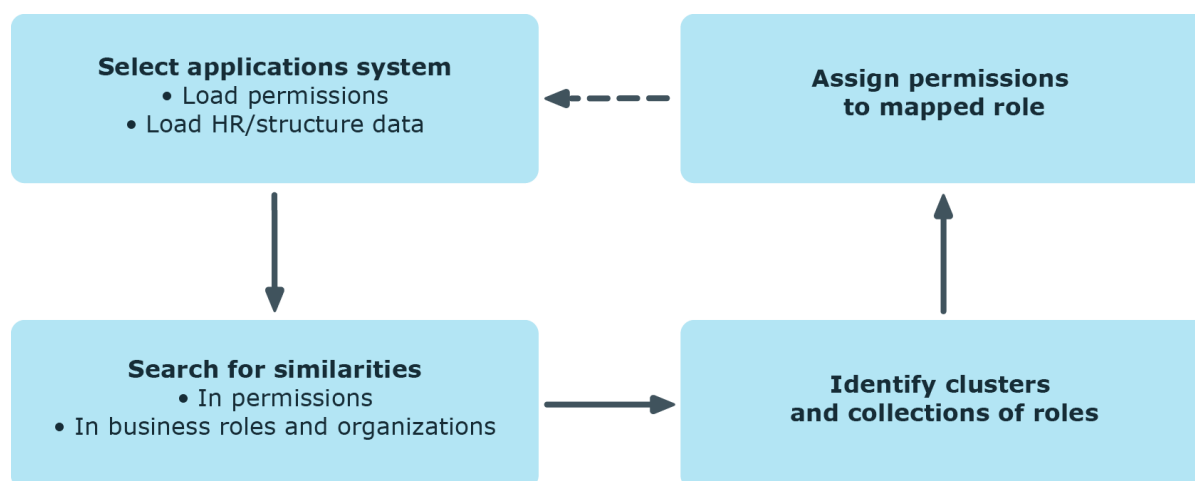 Select applications system
• Load permissions
• Load HR/structure data
Assign permissions
to mapped role
Search for similarities
• In permissions
• In business roles and organizations
Identify clusters
and collections of roles